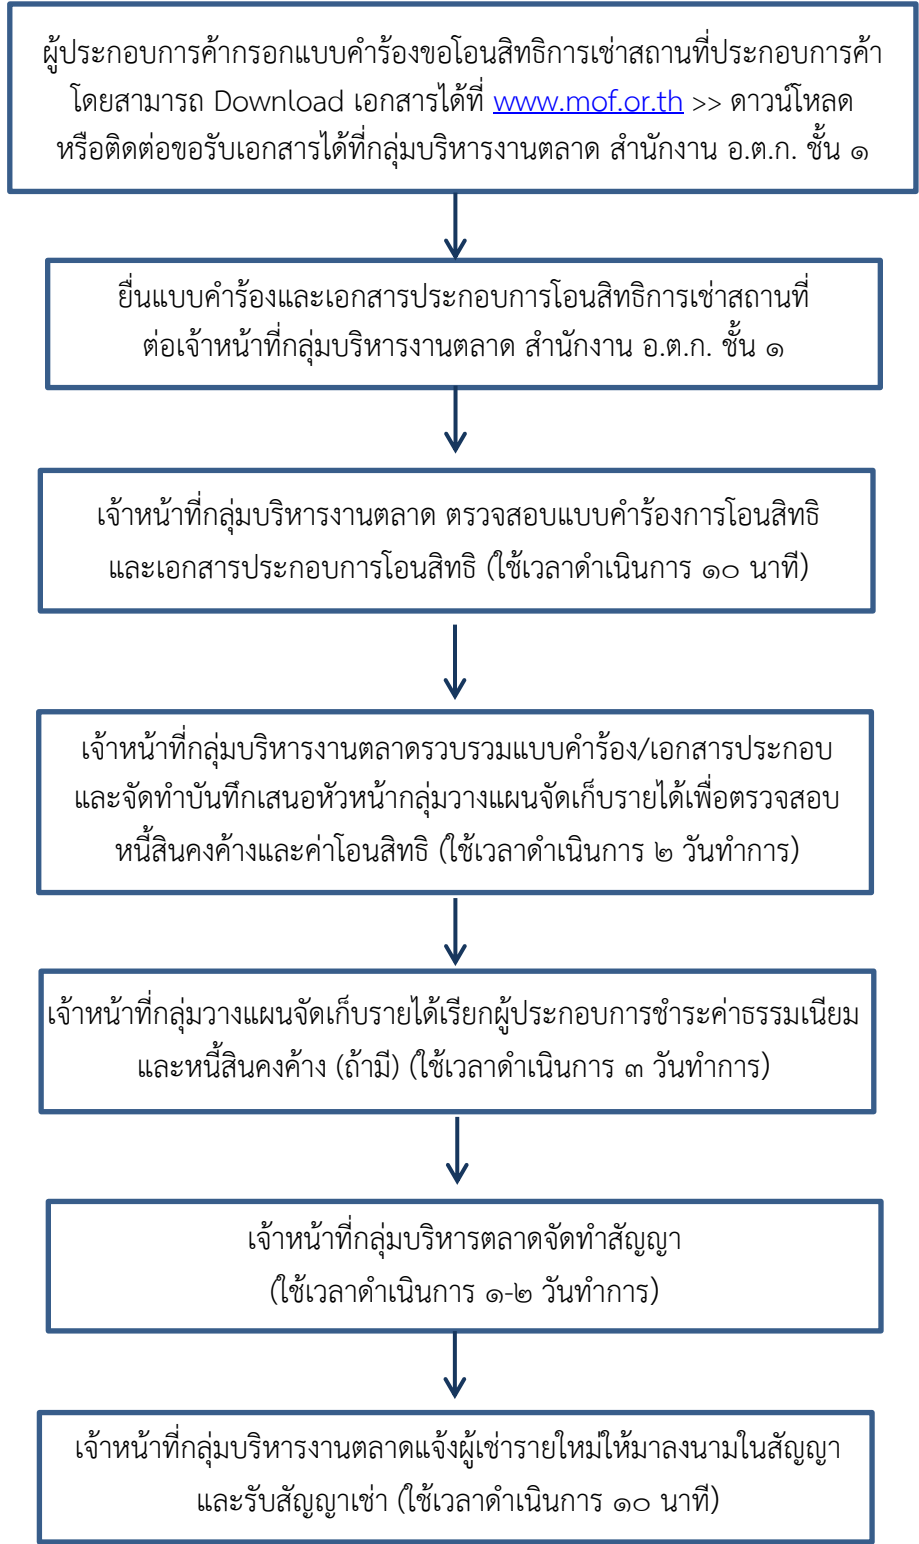 ผู้ประกอบการค้ากรอกแบบคำร้องขอโอนสิทธิการเช่าสถานที่ประกอบการค้า
โดยสามารถ Download เอกสารได้ที่ www.mof.or.th >> ดาวน์โหลด
หรือติดต่อขอรับเอกสารได้ที่กลุ่มบริหารงานตลาด สำนักงาน อ.ต.ก. ชั้น ๑
ยื่นแบบคำร้องและเอกสารประกอบการโอนสิทธิการเช่าสถานที่
ต่อเจ้าหน้าที่กลุ่มบริหารงานตลาด สำนักงาน อ.ต.ก. ชั้น ๑
เจ้าหน้าที่กลุ่มบริหารงานตลาด ตรวจสอบแบบคำร้องการโอนสิทธิ
และเอกสารประกอบการโอนสิทธิ (ใช้เวลาดำเนินการ ๑๐ นาที)
เจ้าหน้าที่กลุ่มบริหารงานตลาดรวบรวมแบบคำร้อง/เอกสารประกอบ
และจัดทำบันทึกเสนอหัวหน้ากลุ่มวางแผนจัดเก็บรายได้เพื่อตรวจสอบ
หนี้สินคงค้างและค่าโอนสิทธิ (ใช้เวลาดำเนินการ ๒ วันทำการ)
เจ้าหน้าที่กลุ่มวางแผนจัดเก็บรายได้เรียกผู้ประกอบการชำระค่าธรรมเนียม
และหนี้สินคงค้าง (ถ้ามี) (ใช้เวลาดำเนินการ ๓ วันทำการ)
เจ้าหน้าที่กลุ่มบริหารตลาดจัดทำสัญญา
(ใช้เวลาดำเนินการ ๑-๒ วันทำการ)
เจ้าหน้าที่กลุ่มบริหารงานตลาดแจ้งผู้เช่ารายใหม่ให้มาลงนามในสัญญา
และรับสัญญาเช่า (ใช้เวลาดำเนินการ ๑๐ นาที)